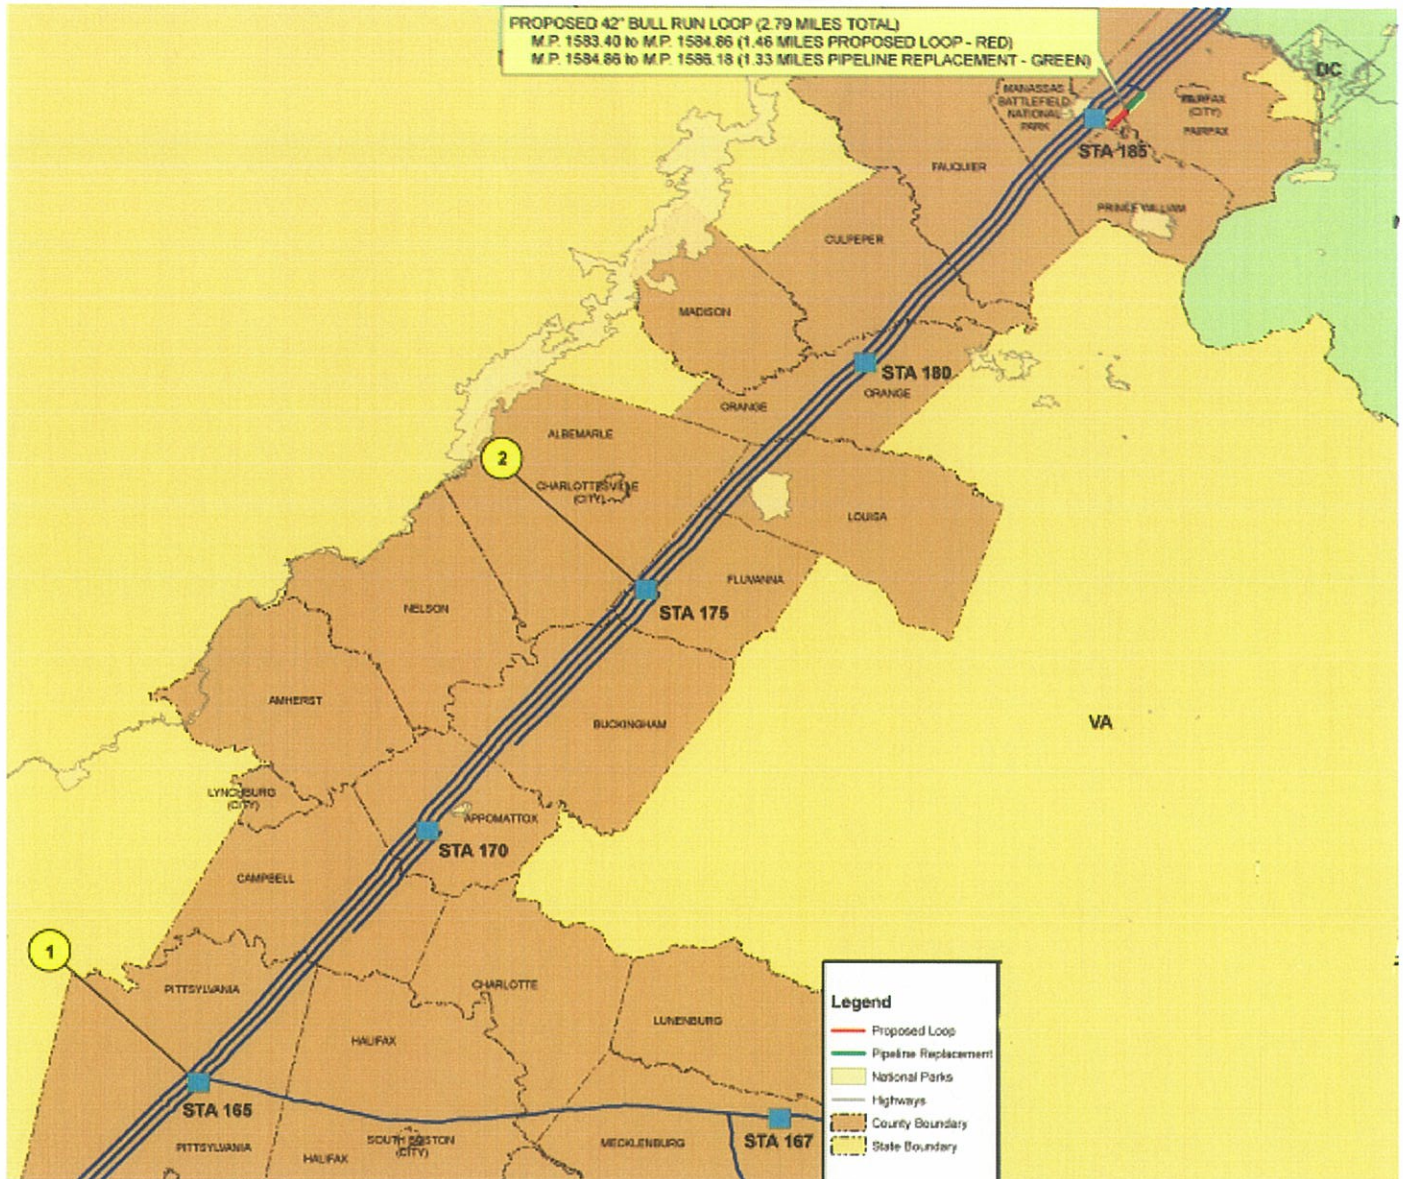 PROPOSED 42" BULL RUN LOOP (2.79 MILES TOTAL)
M.P. 1583.40 to M.P. 1584.86 (1.46 MILES PROPOSED LOOP - RED)
M.P. 1584.86 to M.P. 1586.18 (1.33 MILES PIPELINE REPLACEMENT - GREEN)
DC
MANASSAS
BATTLEFIELD
NATIONAL
PARK
FAIRFAX
(CITY)
FAIRFAX
STA 185
FAUQUIER
PRINCE WILLIAM
CULPEPER
MADISON
STA 180
ORANGE
ORANGE
ALBEMARLE
2
CHARLOTTESVILLE
(CITY)
LOUISA
FLUVANNA
NELSON
STA 175
AMHERST
BUCKINGHAM
VA
LYNCHBURG
(CITY)
APPOMATTOX
STA 170
CAMPBELL
1
PITTSYLVANIA
CHARLOTTE
LUNENBURG
HALIFAX
STA 165
SOUTH BOSTON
(CITY)
MECKLENBURG
STA 167
PITTSYLVANIA
HALIFAX
Legend
Proposed Loop
Pipeline Replacement
National Parks
Highways
County Boundary
State Boundary